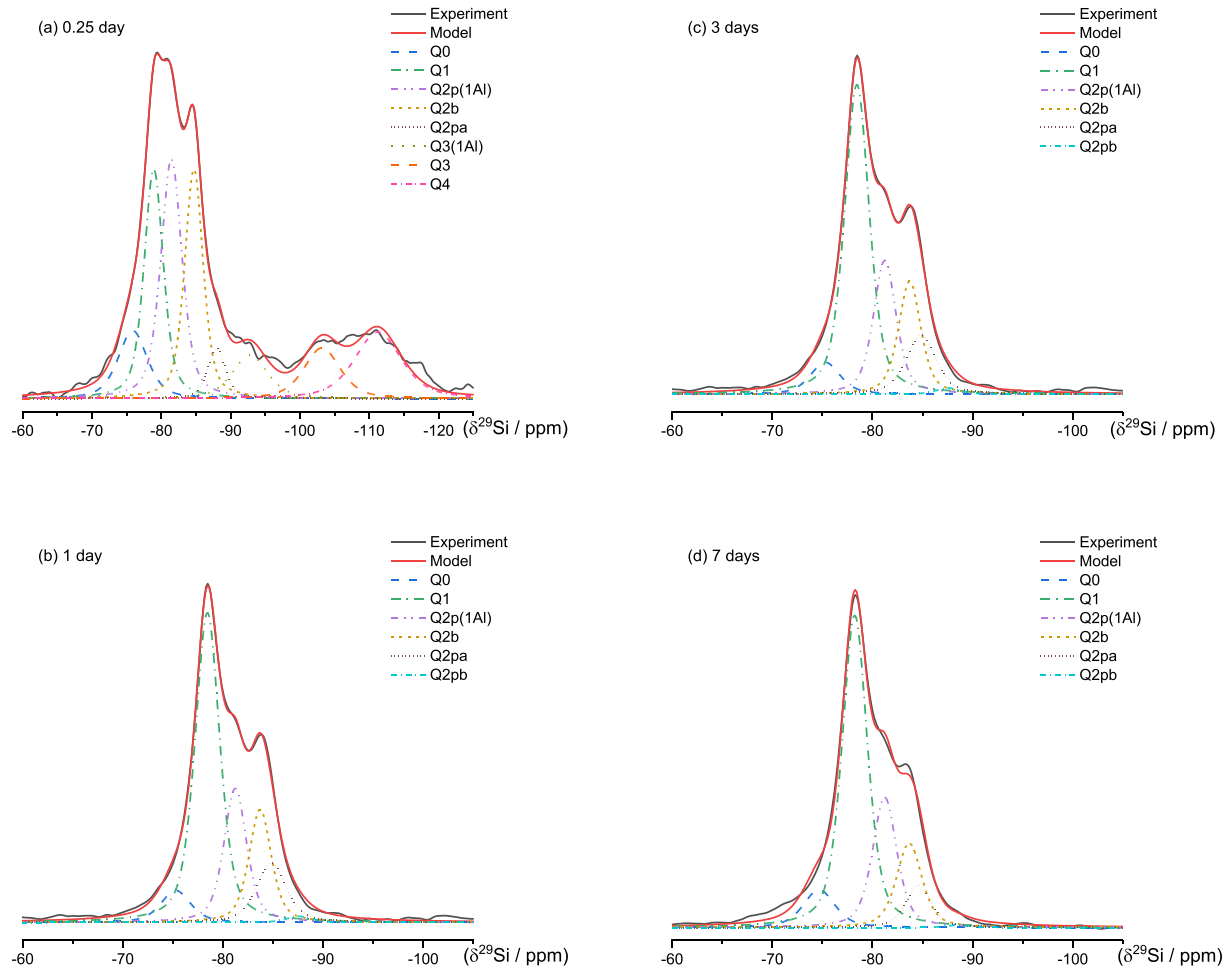 (a) 0.25 day
Experiment
Model
Q0
Q1
Q2p(1Al)
Q2b
Q2pa
Q3(1Al)
Q3
Q4
-60 -70 -80 -90 -100 -110 -120 (δ²⁹Si / ppm)
(c) 3 days
Experiment
Model
Q0
Q1
Q2p(1Al)
Q2b
Q2pa
Q2pb
-60 -70 -80 -90 -100 (δ²⁹Si / ppm)
(b) 1 day
Experiment
Model
Q0
Q1
Q2p(1Al)
Q2b
Q2pa
Q2pb
-60 -70 -80 -90 -100 (δ²⁹Si / ppm)
(d) 7 days
Experiment
Model
Q0
Q1
Q2p(1Al)
Q2b
Q2pa
Q2pb
-60 -70 -80 -90 -100 (δ²⁹Si / ppm)